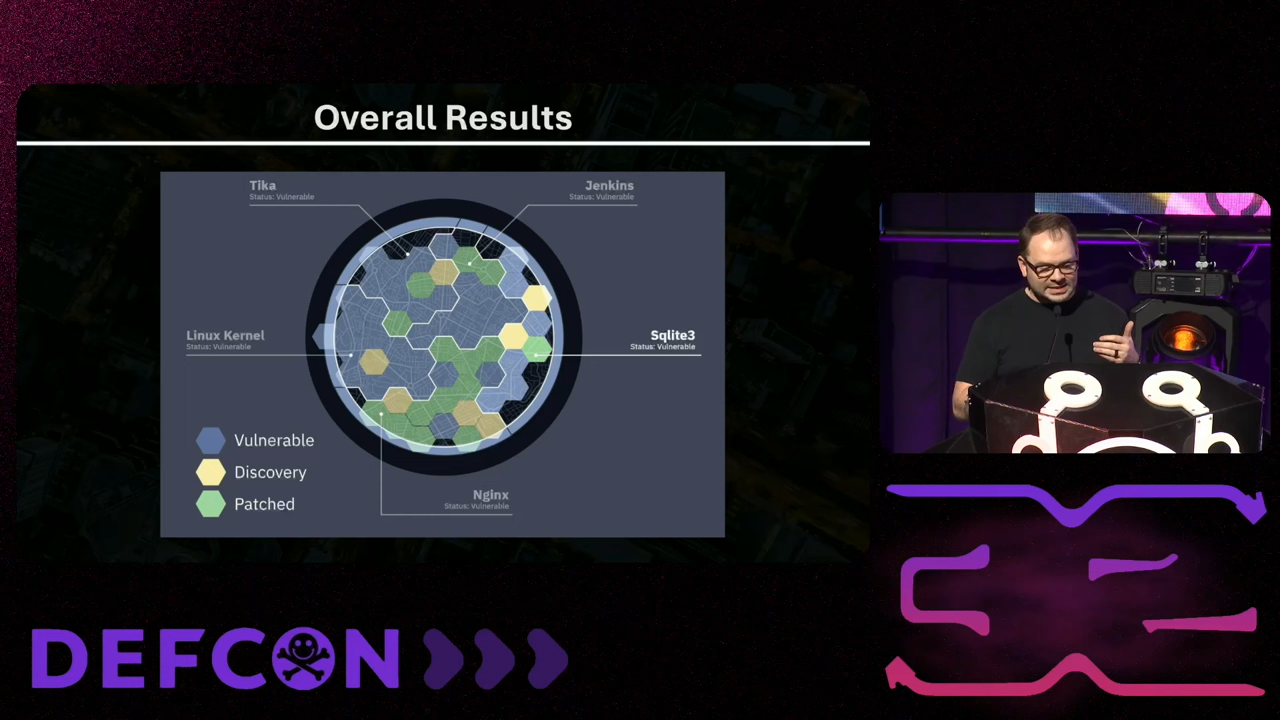 Overall Results
Tika
Status: Vulnerable
Jenkins
Status: Vulnerable
Linux Kernel
Status: Vulnerable
Sqlite3
Status: Vulnerable
Vulnerable
Discovery
Patched
Nginx
Status: Vulnerable
DEFCON